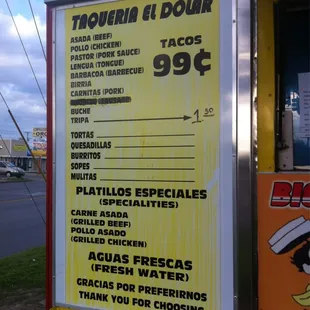 TAQUERIA EL DOLAR
ASADA (BEEF)
POLLO (CHICKEN)
PASTOR (PORK SAUCE)
LENGUA (TONGUE)
BARBACOA (BARBECUE)
BIRRIA
CARNITAS (PORK)
BUCHE
TRIPA
TACOS
99¢
1.50
TORTAS
QUESADILLAS
BURRITOS
SOPES
MULITAS
PLATILLOS ESPECIALES
(SPECIALITIES)
CARNE ASADA
(GRILLED BEEF)
POLLO ASADO
(GRILLED CHICKEN)
AGUAS FRESCAS
(FRESH WATER)
GRACIAS POR PREFERIRNOS
THANK YOU FOR CHOOSING